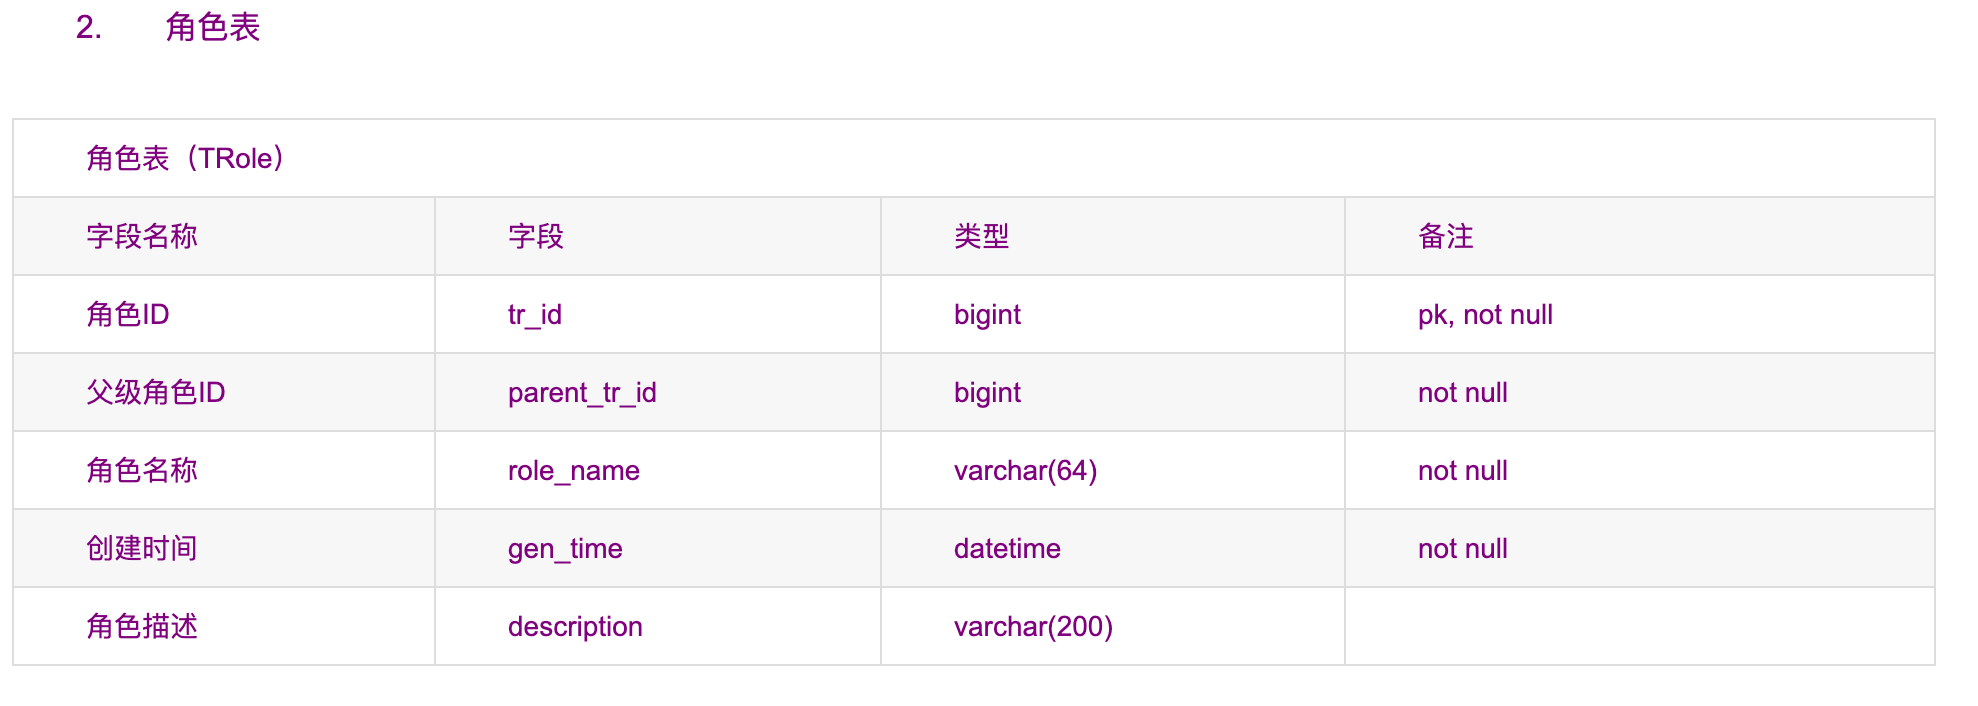 2. 角色表
角色表（TRole）
字段名称 字段 类型 备注
角色ID tr_id bigint pk, not null
父级角色ID parent_tr_id bigint not null
角色名称 role_name varchar(64) not null
创建时间 gen_time datetime not null
角色描述 description varchar(200)